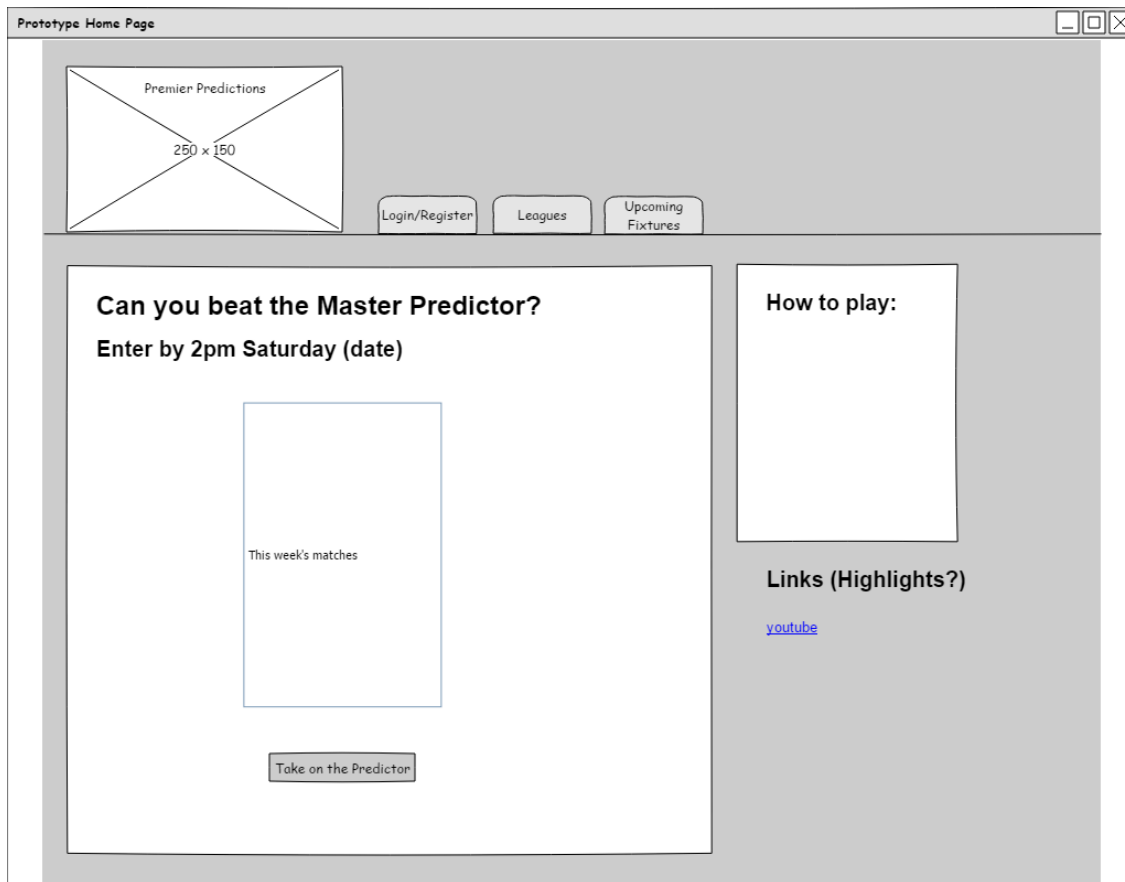 Prototype Home Page
Premier Predictions
250 x 150
Login/Register
Leagues
Upcoming
Fixtures
Can you beat the Master Predictor?
Enter by 2pm Saturday (date)
This week's matches
Take on the Predictor
How to play:
Links (Highlights?)
youtube